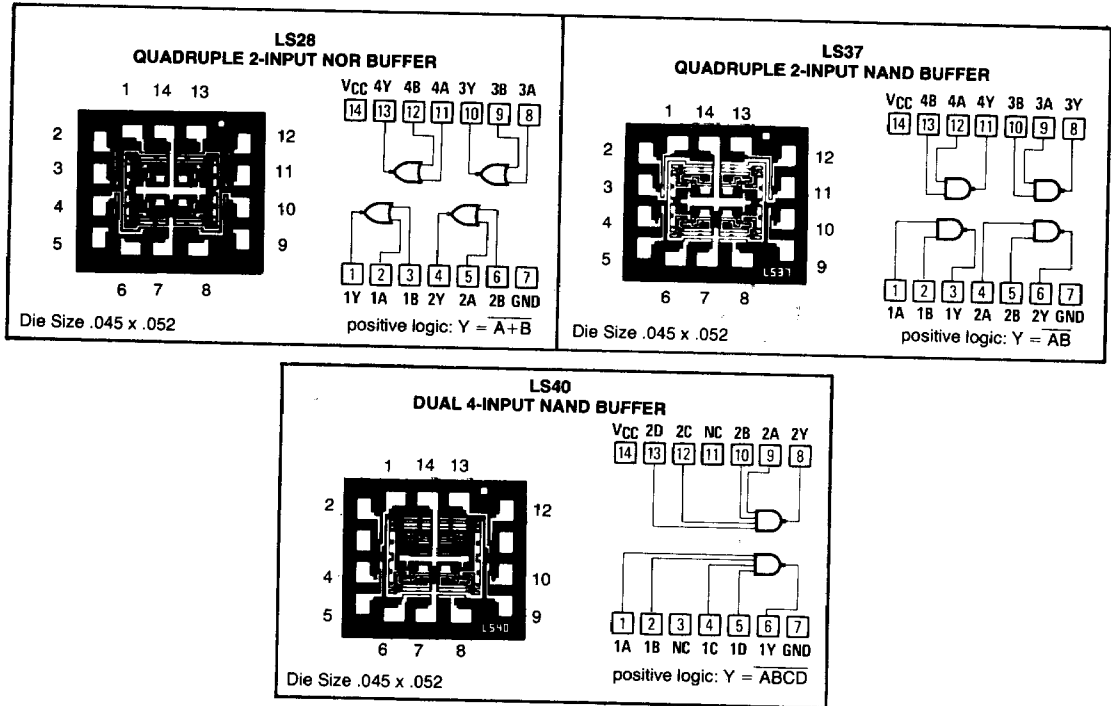 LS28
QUADRUPLE 2-INPUT NOR BUFFER
1 14 13
2 12
3 11
4 10
5 9
6 7 8
VCC 4Y 4B 4A 3Y 3B 3A
14 13 12 11 10 9 8
1 2 3 4 5 6 7
1Y 1A 1B 2Y 2A 2B GND
Die Size .045 x .052
positive logic: Y = A+B
LS37
QUADRUPLE 2-INPUT NAND BUFFER
1 14 13
2 12
3 11
4 10
5 9
LS37
6 7 8
VCC 4B 4A 4Y 3B 3A 3Y
14 13 12 11 10 9 8
1 2 3 4 5 6 7
1A 1B 1Y 2A 2B 2Y GND
Die Size .045 x .052
positive logic: Y = AB
LS40
DUAL 4-INPUT NAND BUFFER
1 14 13
2 12
4 10
5 9
LS40
6 7 8
VCC 2D 2C NC 2B 2A 2Y
14 13 12 11 10 9 8
1 2 3 4 5 6 7
1A 1B NC 1C 1D 1Y GND
Die Size .045 x .052
positive logic: Y = ABCD